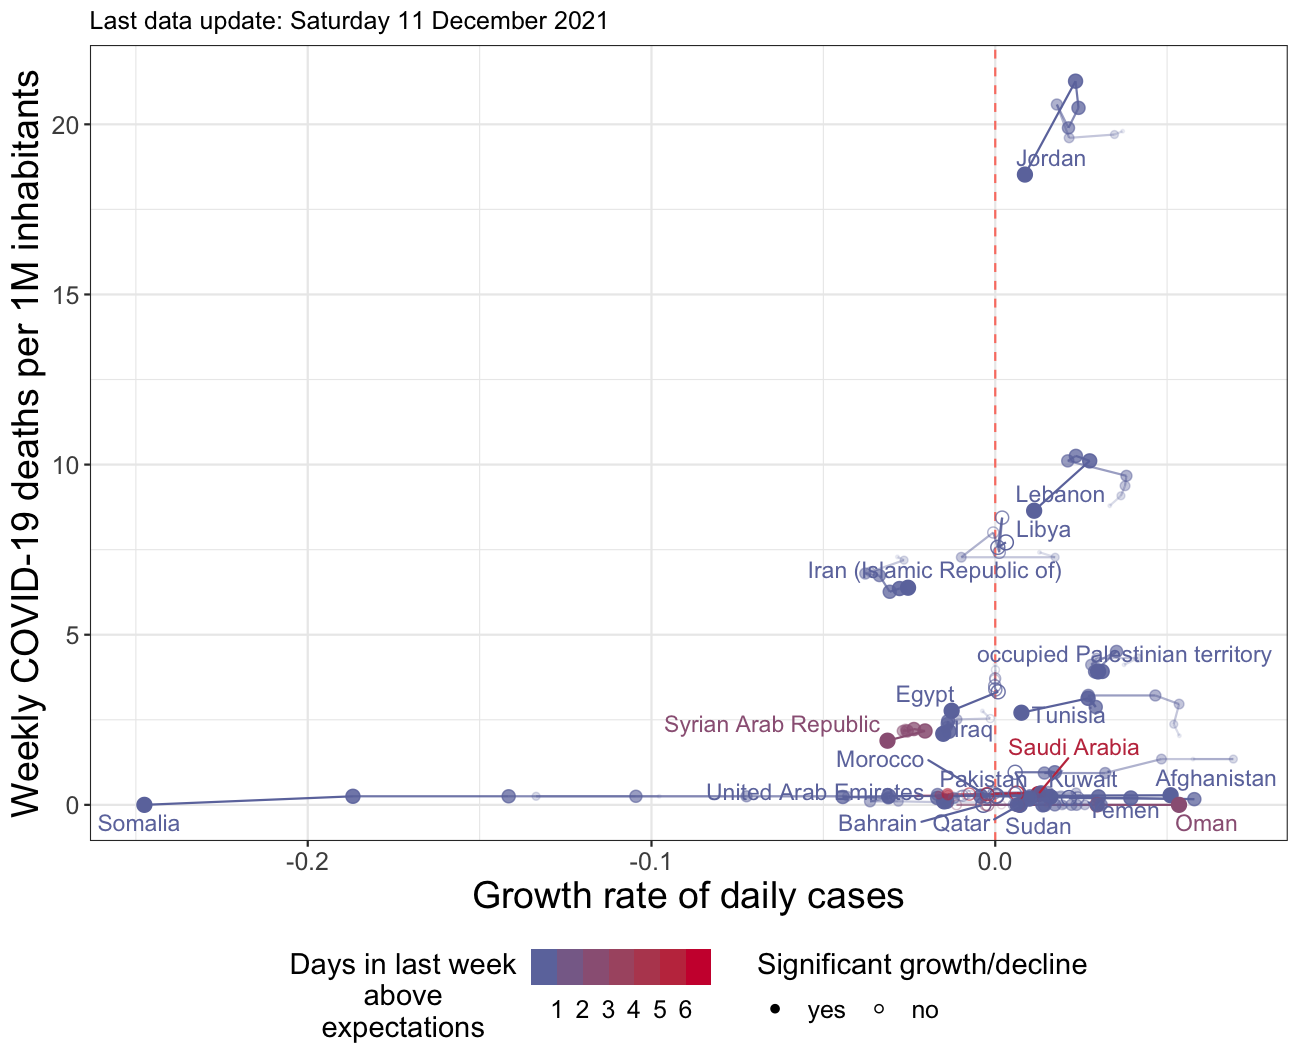 Last data update: Saturday 11 December 2021
Weekly COVID-19 deaths per 1M inhabitants
20
15
10
5
0
Jordan
Lebanon
Libya
Iran (Islamic Republic of)
occupied Palestinian territory
Egypt
Tunisia
Syrian Arab Republic
Iraq
Saudi Arabia
Morocco
Pakistan
Kuwait
Afghanistan
United Arab Emirates
Yemen
Somalia
Bahrain
Qatar
Sudan
Oman
-0.2
-0.1
0.0
Growth rate of daily cases
Days in last week
above
expectations
1 2 3 4 5 6
Significant growth/decline
yes
no